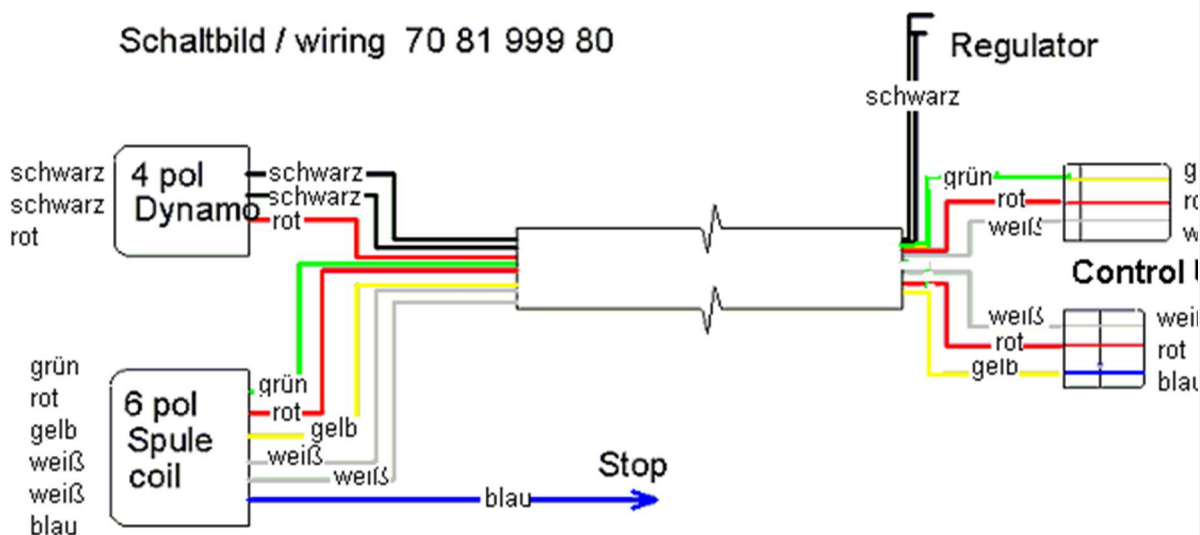 Schaltbild / wiring 70 81 999 80
Regulator
schwarz
schwarz
schwarz
rot
4 pol
Dynamo
schwarz
schwarz
rot
grün
rot
weiß
g
ro
w
Control
weiß
rot
gelb
wei
rot
blau
grün
rot
gelb
weiß
weiß
blau
6 pol
Spule
coil
grün
rot
gelb
weiß
weiß
blau
Stop